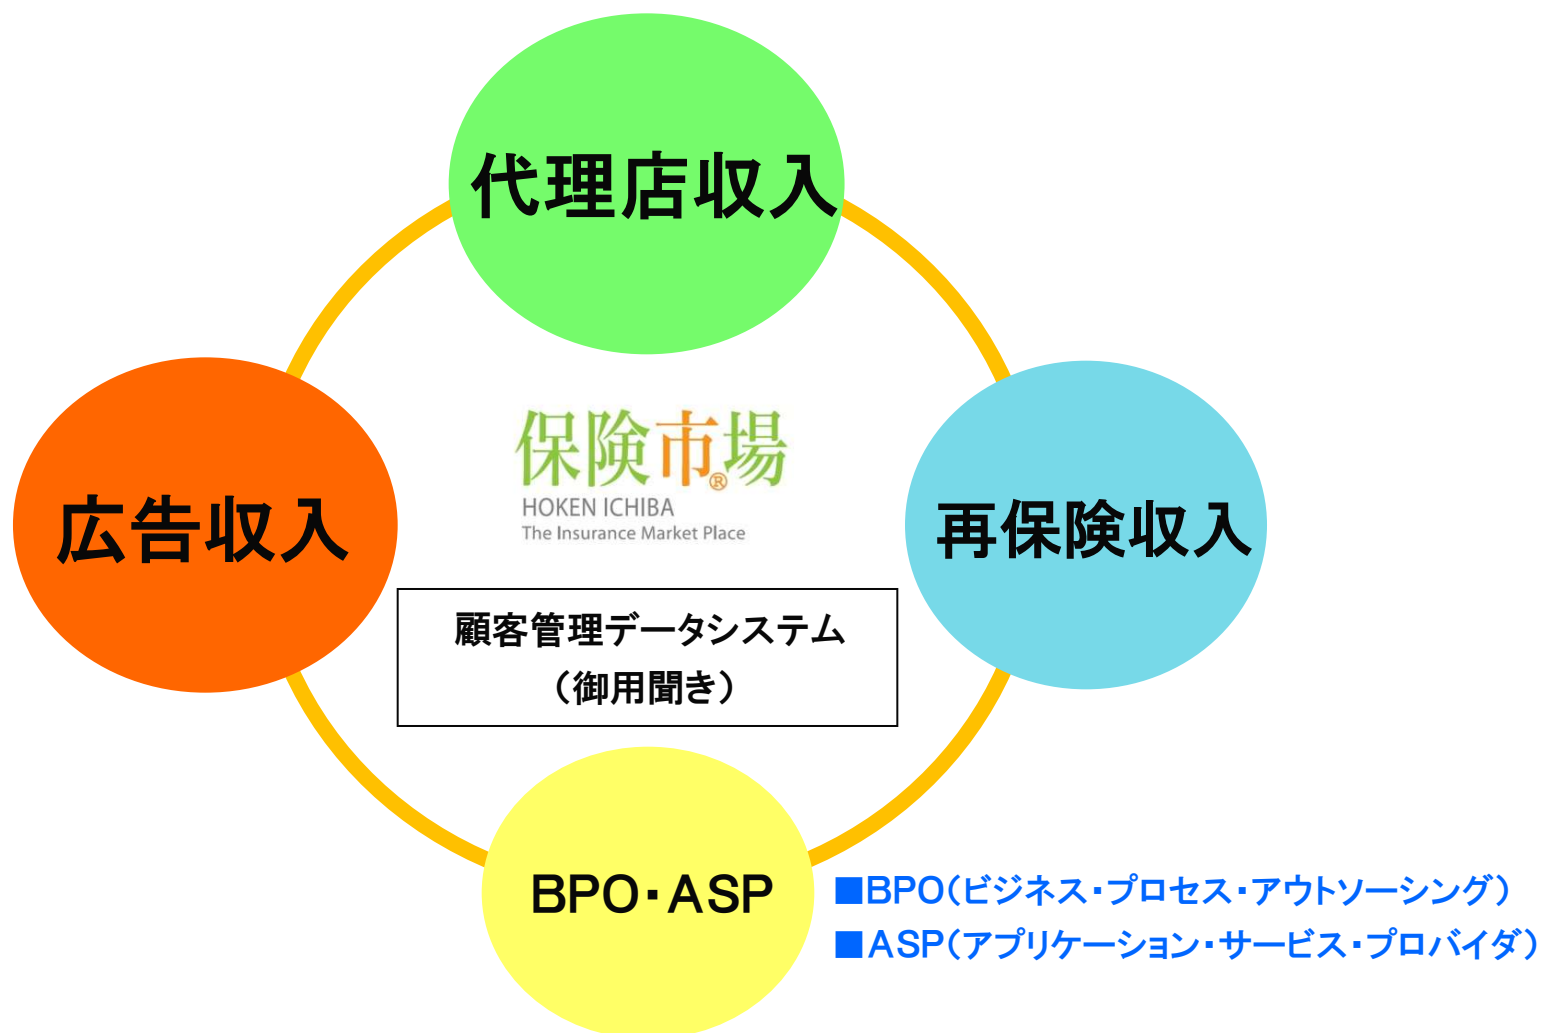 代理店収入
広告収入
保険市場®
HOKEN ICHIBA
The Insurance Market Place
再保険収入
顧客管理データシステム
（御用聞き）
BPO・ASP
■BPO（ビジネス・プロセス・アウトソーシング）
■ASP（アプリケーション・サービス・プロバイダ）